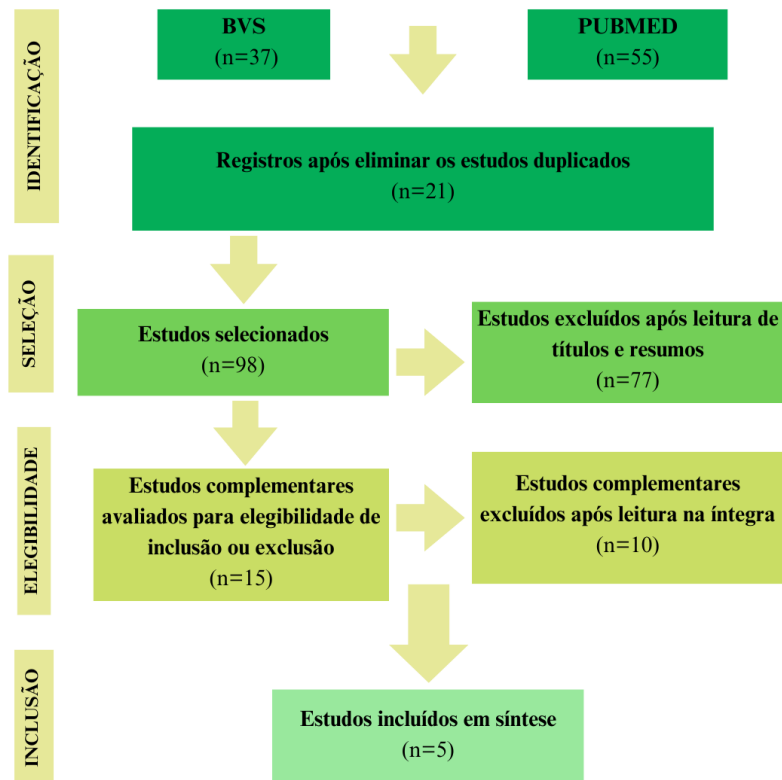 IDENTIFICAÇÃO
BVS
(n=37)
PUBMED
(n=55)
Registros após eliminar os estudos duplicados
(n=21)
SELEÇÃO
Estudos selecionados
(n=98)
Estudos excluídos após leitura de
títulos e resumos
(n=77)
ELEGIBILIDADE
Estudos complementares
avaliados para elegibilidade de
inclusão ou exclusão
(n=15)
Estudos complementares
excluídos após leitura na íntegra
(n=10)
INCLUSÃO
Estudos incluídos em síntese
(n=5)